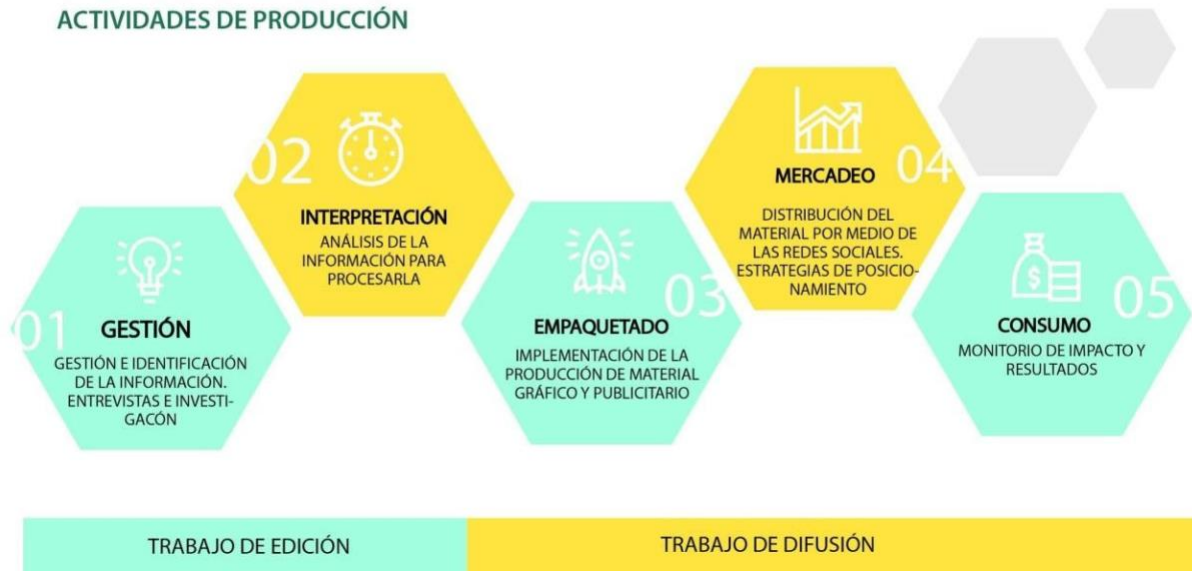 ACTIVIDADES DE PRODUCCIÓN
01
GESTIÓN
GESTIÓN E IDENTIFICACIÓN
DE LA INFORMACIÓN.
ENTREVISTAS E INVESTI-
GACÓN
02
INTERPRETACIÓN
ANÁLISIS DE LA
INFORMACIÓN PARA
PROCESARLA
03
EMPAQUETADO
IMPLEMENTACIÓN DE LA
PRODUCCIÓN DE MATERIAL
GRÁFICO Y PUBLICITARIO
04
MERCADEO
DISTRIBUCIÓN DEL
MATERIAL POR MEDIO DE
LAS REDES SOCIALES.
ESTRATEGIAS DE POSICIO-
NAMIENTO
$
05
CONSUMO
MONITORIO DE IMPACTO Y
RESULTADOS
TRABAJO DE EDICIÓN
TRABAJO DE DIFUSIÓN